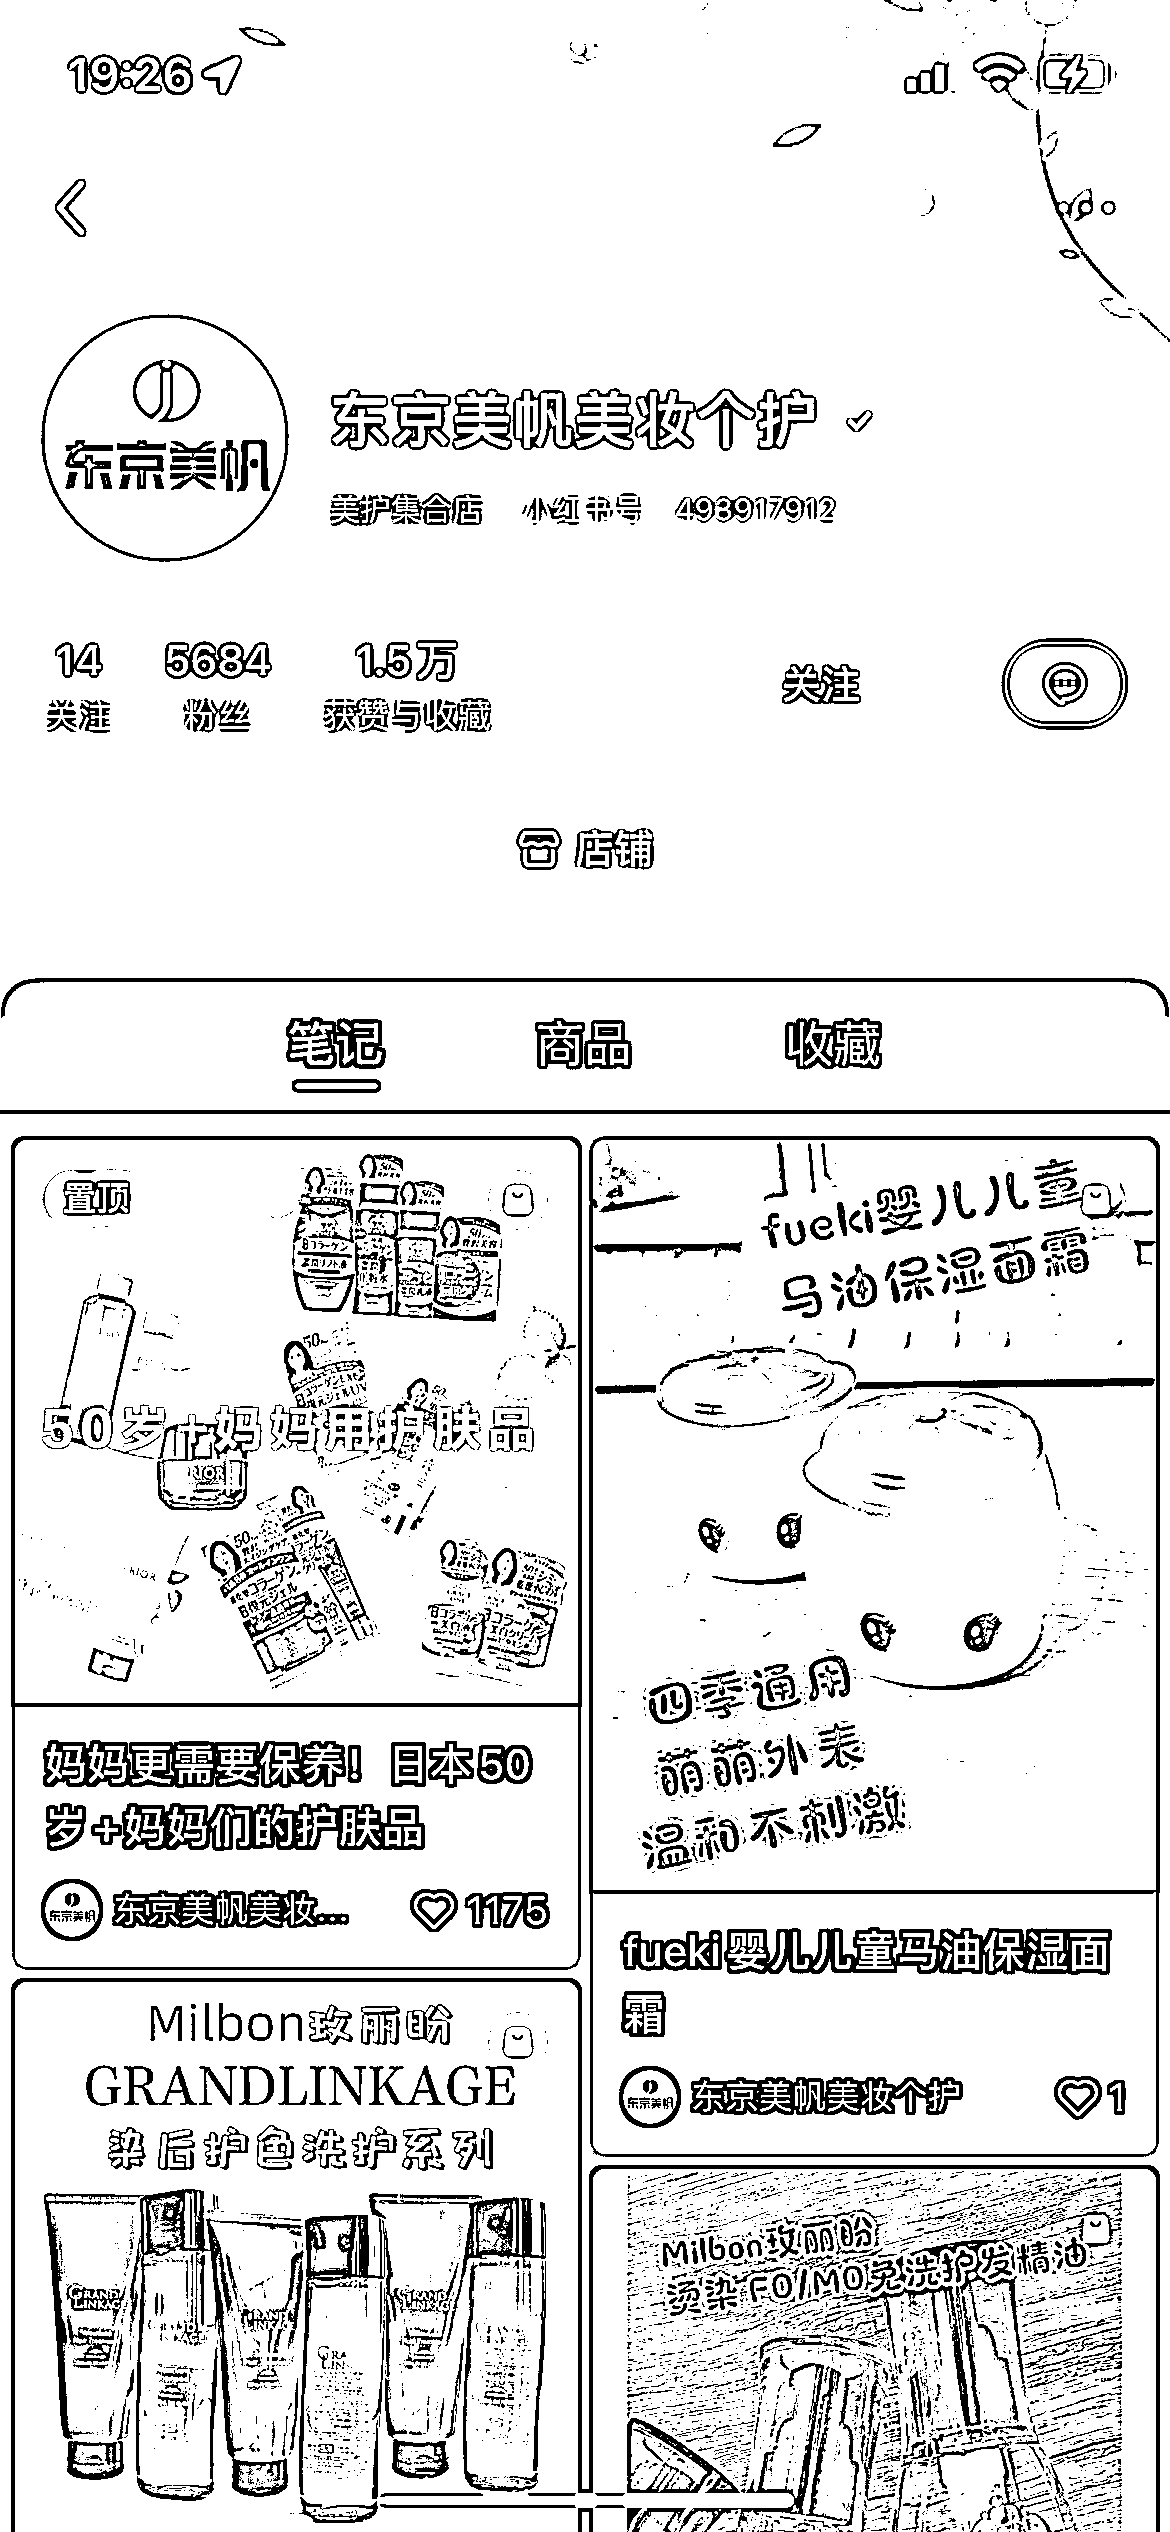 19:26
东京美帆
东京美帆美妆个护
美护集合店 小红书号 498917912
14 5684 1.5万
关注 粉丝 获赞与收藏
关注
店铺
笔记 商品 收藏
置顶
50岁+妈妈用护肤品
妈妈更需要保养！日本50
岁+妈妈们的护肤品
东京美帆美妆... 1175
fueki婴儿儿童
马油保湿面霜
四季通用
萌萌外表
温和不刺激
fueki婴儿儿童马油保湿面
霜
东京美帆美妆个护 1
Milbon玫丽盼
GRANDLINKAGE
染后护色洗护系列
Milbon玫丽盼
烫染FO/MO免洗护发精油